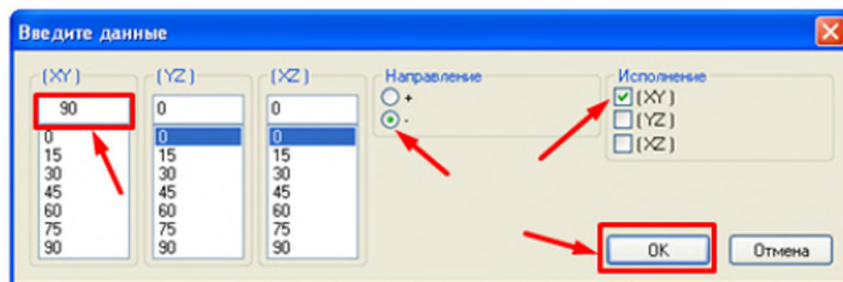 Введите данные
(XY) (YZ) (XZ) Направление Исполнение
90 0 0 + (XY)
- (YZ)
0 0 0 (XZ)
15 15 15
30 30 30
45 45 45
60 60 60
75 75 75
90 90 90
OK Отмена